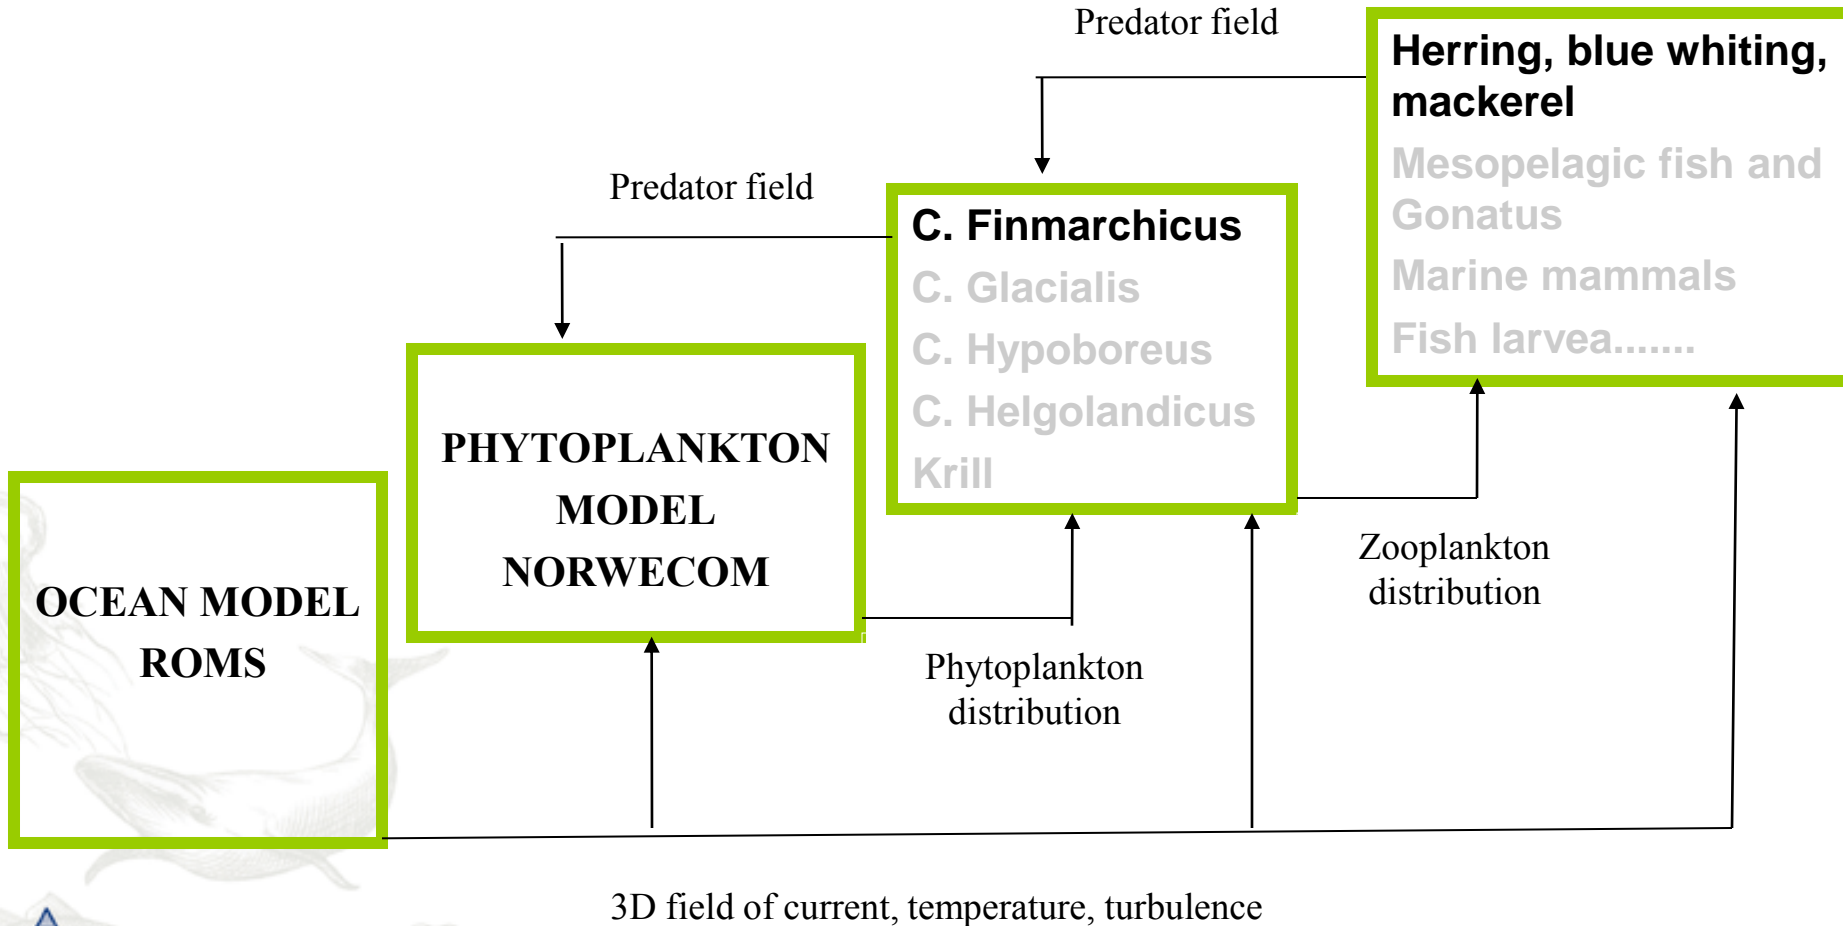 Predator field
Herring, blue whiting,
mackerel
Mesopelagic fish and
Gonatus
Marine mammals
Fish larvea.......
Predator field
C. Finmarchicus
C. Glacialis
C. Hypoboreus
C. Helgolandicus
Krill
PHYTOPLANKTON
MODEL
NORWECOM
OCEAN MODEL
ROMS
Zooplankton
distribution
Phytoplankton
distribution
3D field of current, temperature, turbulence